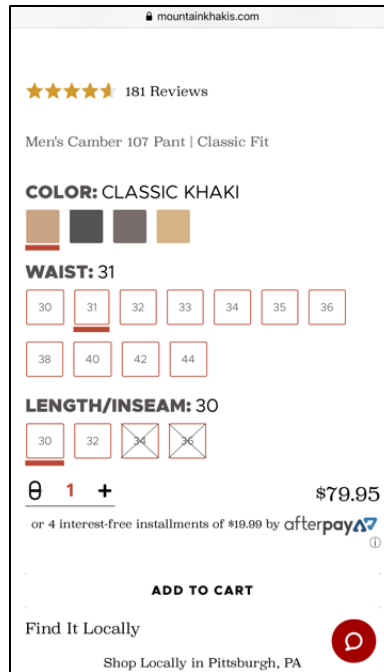 mountainkhakis.com
181 Reviews
Men's Camber 107 Pant | Classic Fit
COLOR: CLASSIC KHAKI
WAIST: 31
30 31 32 33 34 35 36
38 40 42 44
LENGTH/INSEAM: 30
30 32 34 36
1 + $79.95
or 4 interest-free installments of $19.99 by afterpay
ADD TO CART
Find It Locally
Shop Locally in Pittsburgh, PA